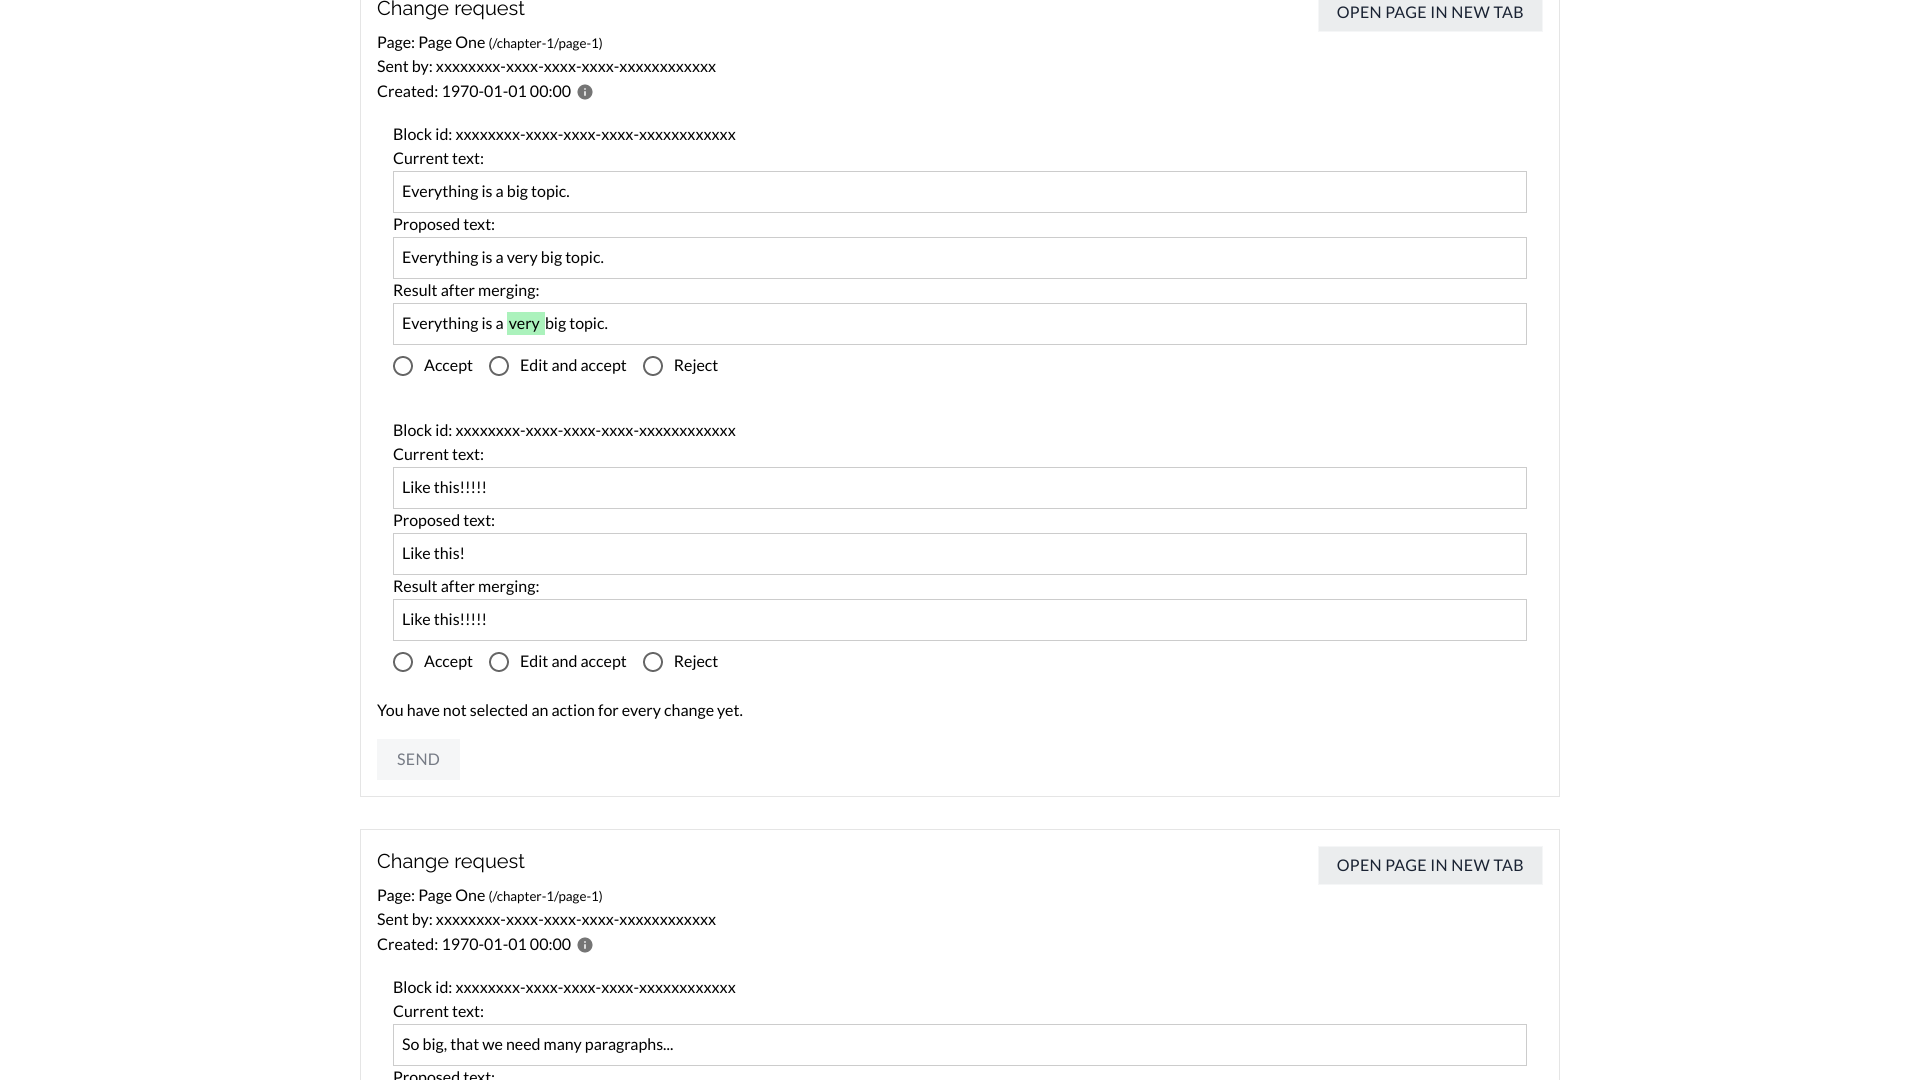 Change request
OPEN PAGE IN NEW TAB
Page: Page One (/chapter-1/page-1)
Sent by: xxxxxxxx-xxxx-xxxx-xxxx-xxxxxxxxxxxx
Created: 1970-01-01 00:00
Block id: xxxxxxxx-xxxx-xxxx-xxxx-xxxxxxxxxxxx
Current text:
Everything is a big topic.
Proposed text:
Everything is a very big topic.
Result after merging:
Everything is a very big topic.
Accept Edit and accept Reject
Block id: xxxxxxxx-xxxx-xxxx-xxxx-xxxxxxxxxxxx
Current text:
Like this!!!!!
Proposed text:
Like this!
Result after merging:
Like this!!!!!
Accept Edit and accept Reject
You have not selected an action for every change yet.
SEND
Change request
OPEN PAGE IN NEW TAB
Page: Page One (/chapter-1/page-1)
Sent by: xxxxxxxx-xxxx-xxxx-xxxx-xxxxxxxxxxxx
Created: 1970-01-01 00:00
Block id: xxxxxxxx-xxxx-xxxx-xxxx-xxxxxxxxxxxx
Current text:
So big, that we need many paragraphs...
Proposed text: